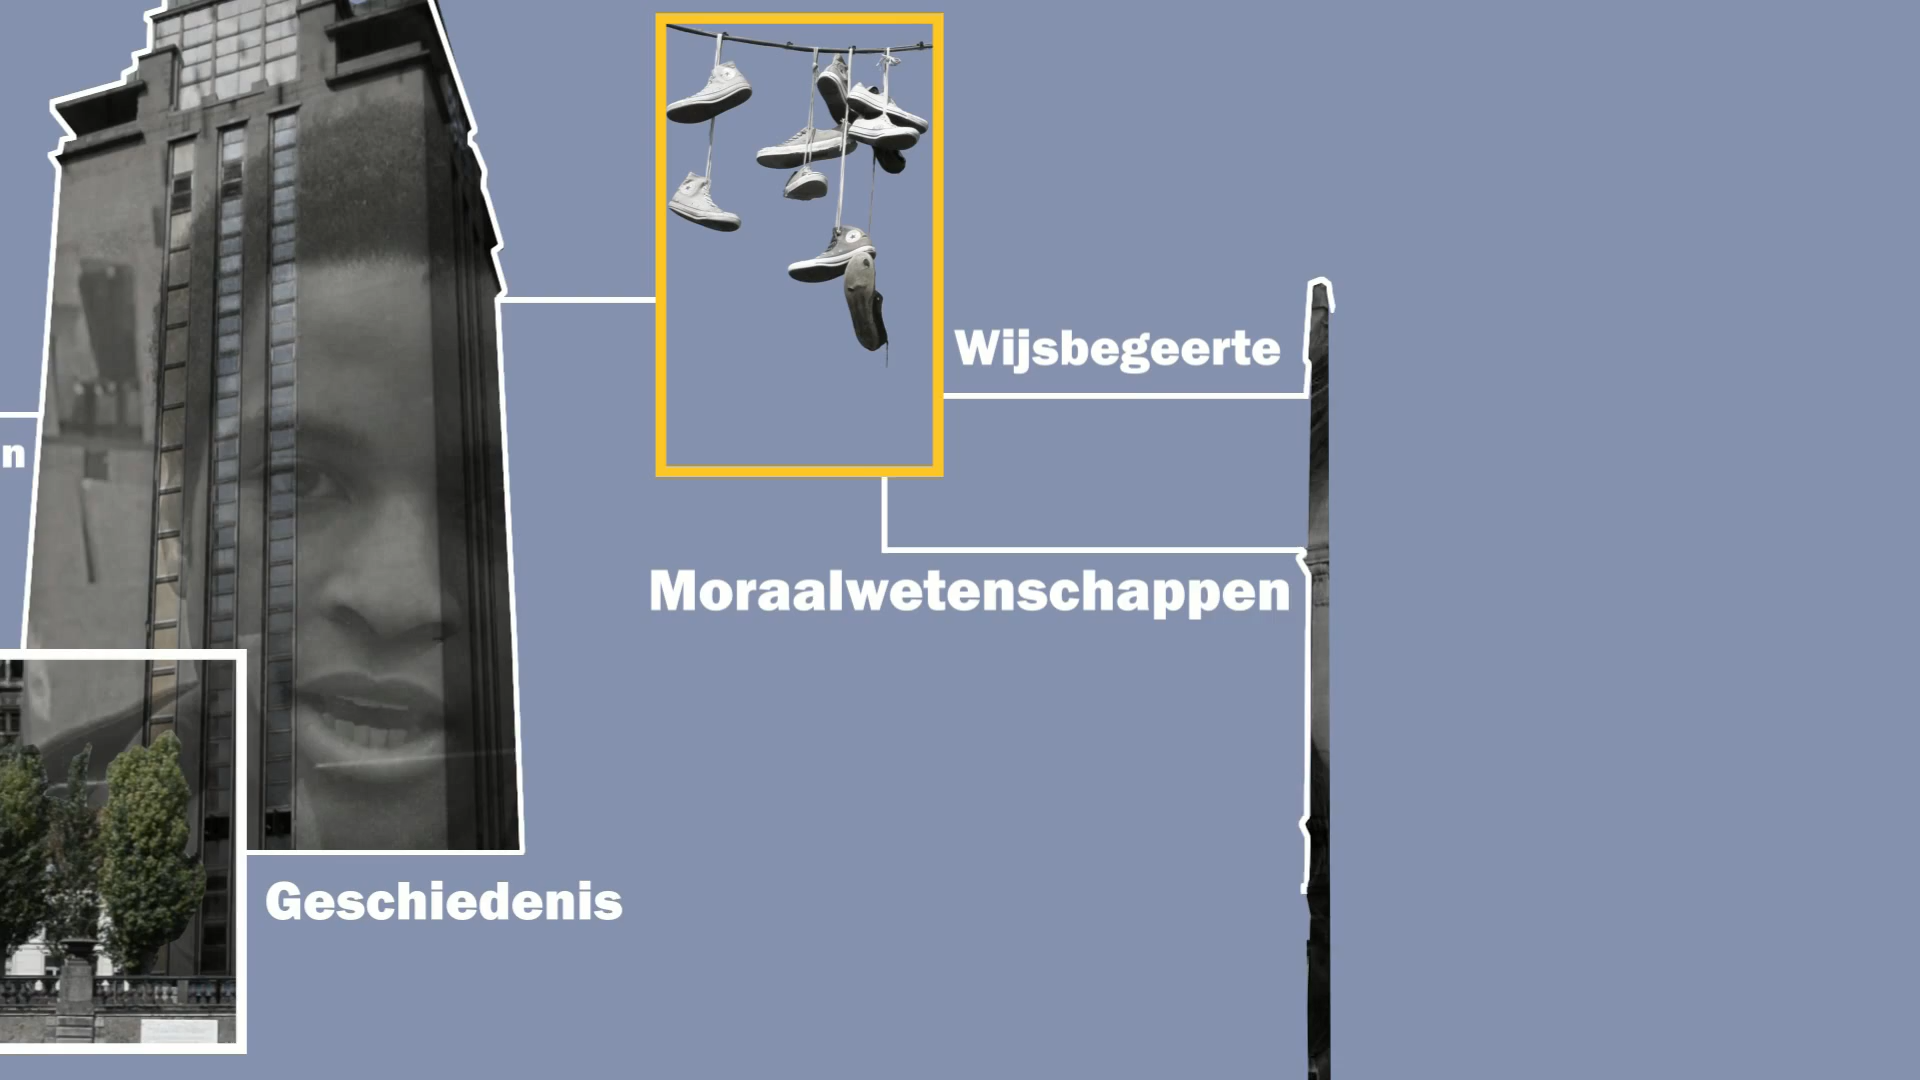 Wijsbegeerte
n
Moraalwetenschappen
Geschiedenis